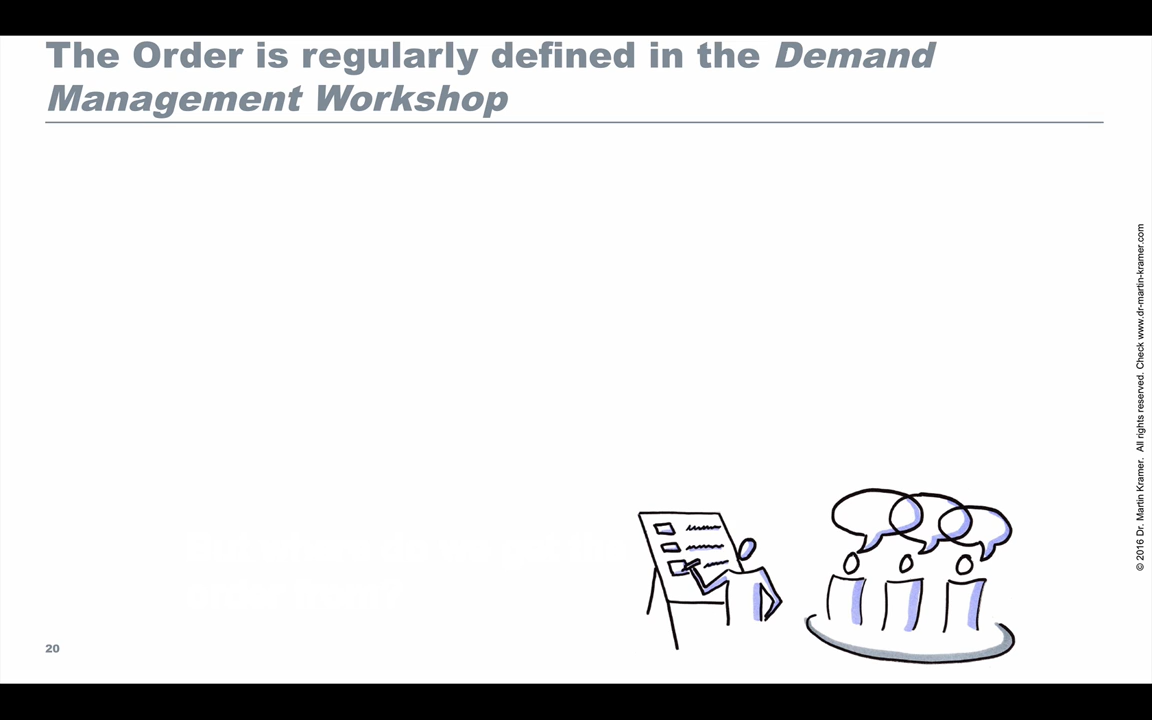 The Order is regularly defined in the Demand
Management Workshop
© 2016 Dr. Martin Kramer. All rights reserved. Check www.dr-martin-kramer.com
20